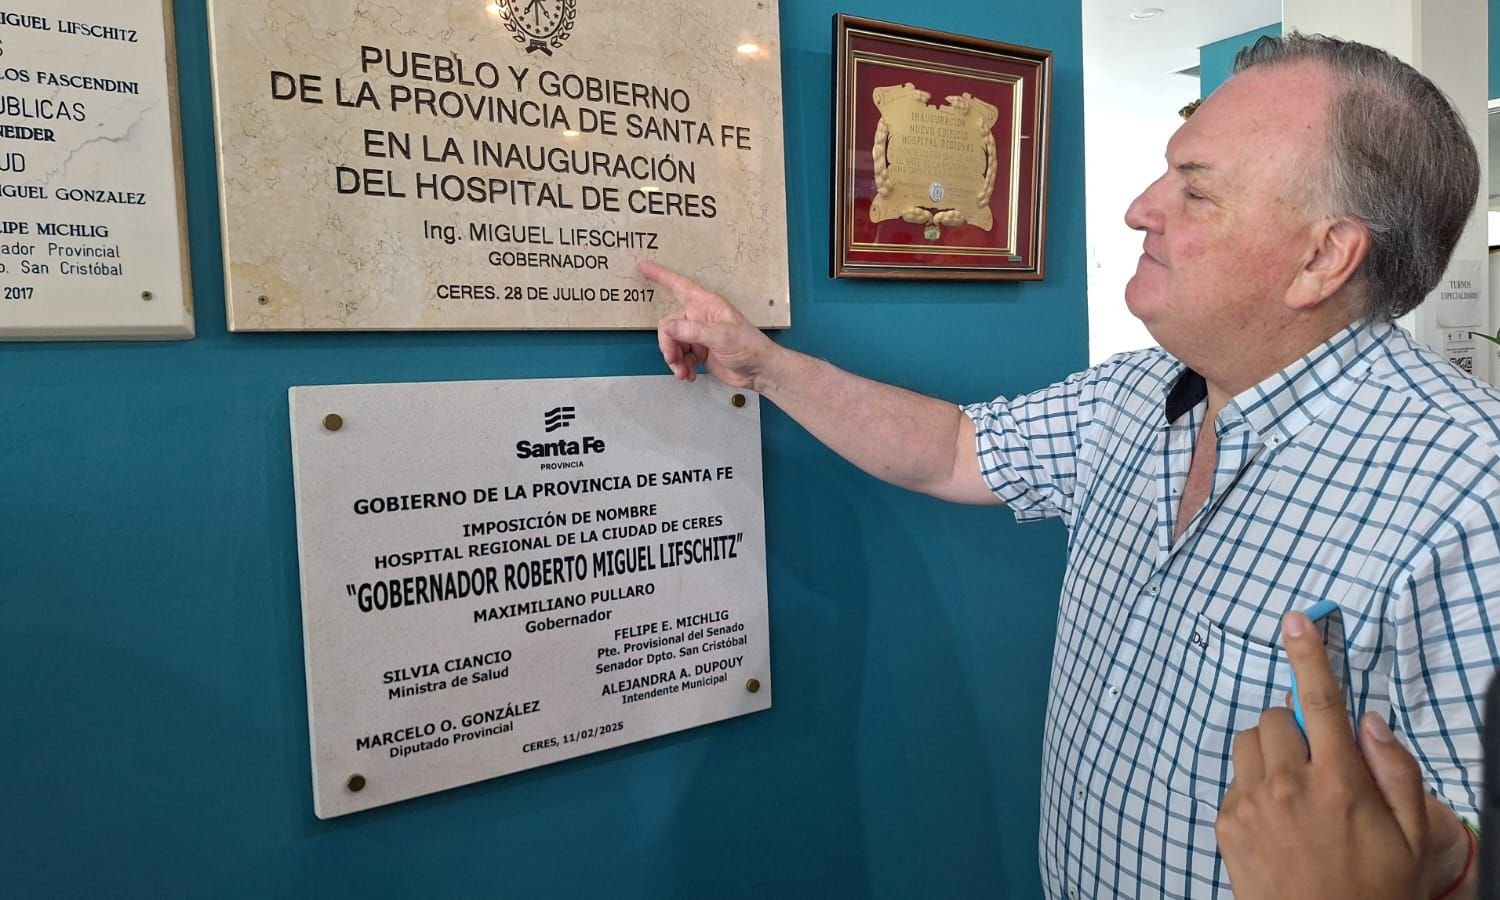 IGUEL LIFSCHITZ
S
LOS FASCENDINI
ÚBLICAS
NEIDER
UD
IGUEL GONZALEZ
LIPE MICHLIG
ador Provincial
o. San Cristóbal
2017
PUEBLO Y GOBIERNO
DE LA PROVINCIA DE SANTA FE
EN LA INAUGURACIÓN
DEL HOSPITAL DE CERES
Ing. MIGUEL LIFSCHITZ
GOBERNADOR
CERES. 28 DE JULIO DE 2017
INAUGURACIÓN
NUEVO EDIFICIO
HOSPITAL REGIONAL
Santa Fe
PROVINCIA
GOBIERNO DE LA PROVINCIA DE SANTA FE
IMPOSICIÓN DE NOMBRE
HOSPITAL REGIONAL DE LA CIUDAD DE CERES
"GOBERNADOR ROBERTO MIGUEL LIFSCHITZ"
MAXIMILIANO PULLARO
Gobernador
SILVIA CIANCIO
Ministra de Salud
FELIPE E. MICHLIG
Pte. Provisional del Senado
Senador Dpto. San Cristóbal
MARCELO O. GONZÁLEZ
Diputado Provincial
ALEJANDRA A. DUPOUY
Intendente Municipal
CERES, 11/02/2025
TURNOS
ESPECIALIDADES